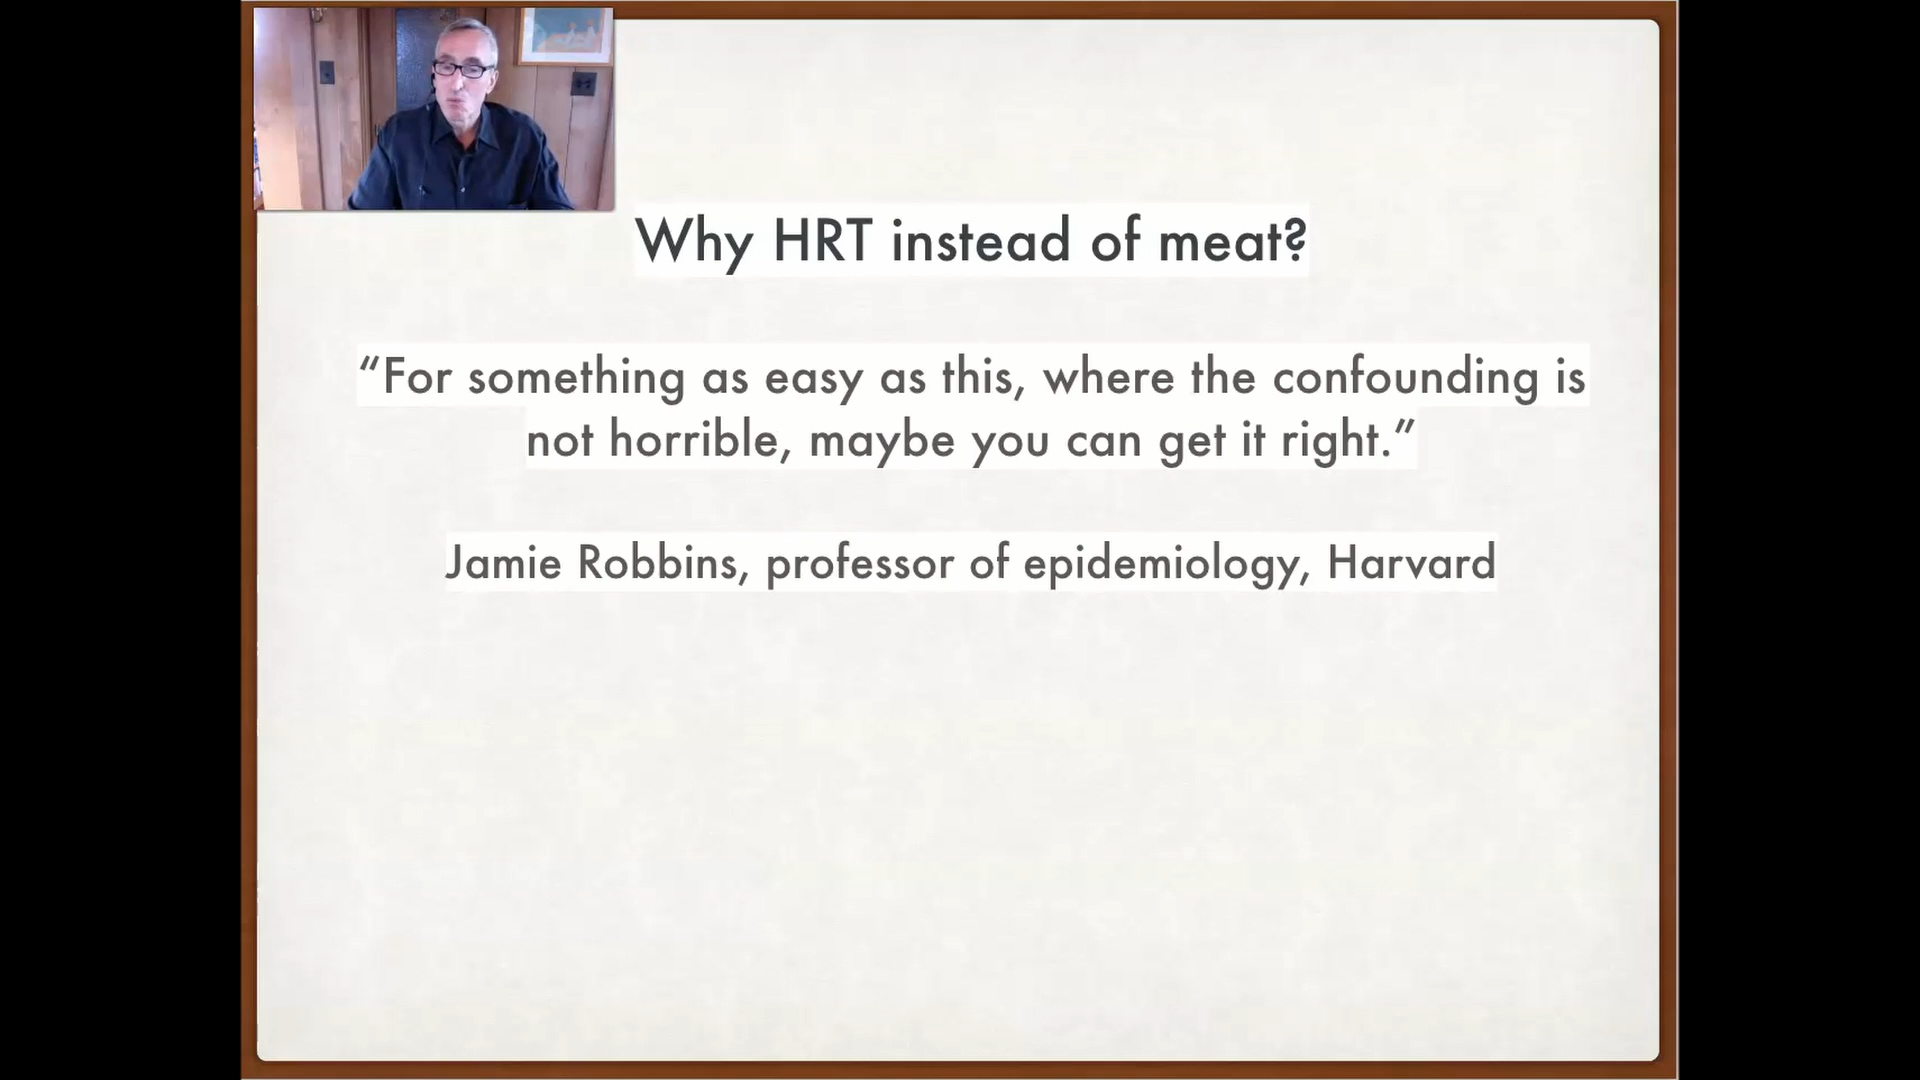 Why HRT instead of meat?
“For something as easy as this, where the confounding is
not horrible, maybe you can get it right.”
Jamie Robbins, professor of epidemiology, Harvard